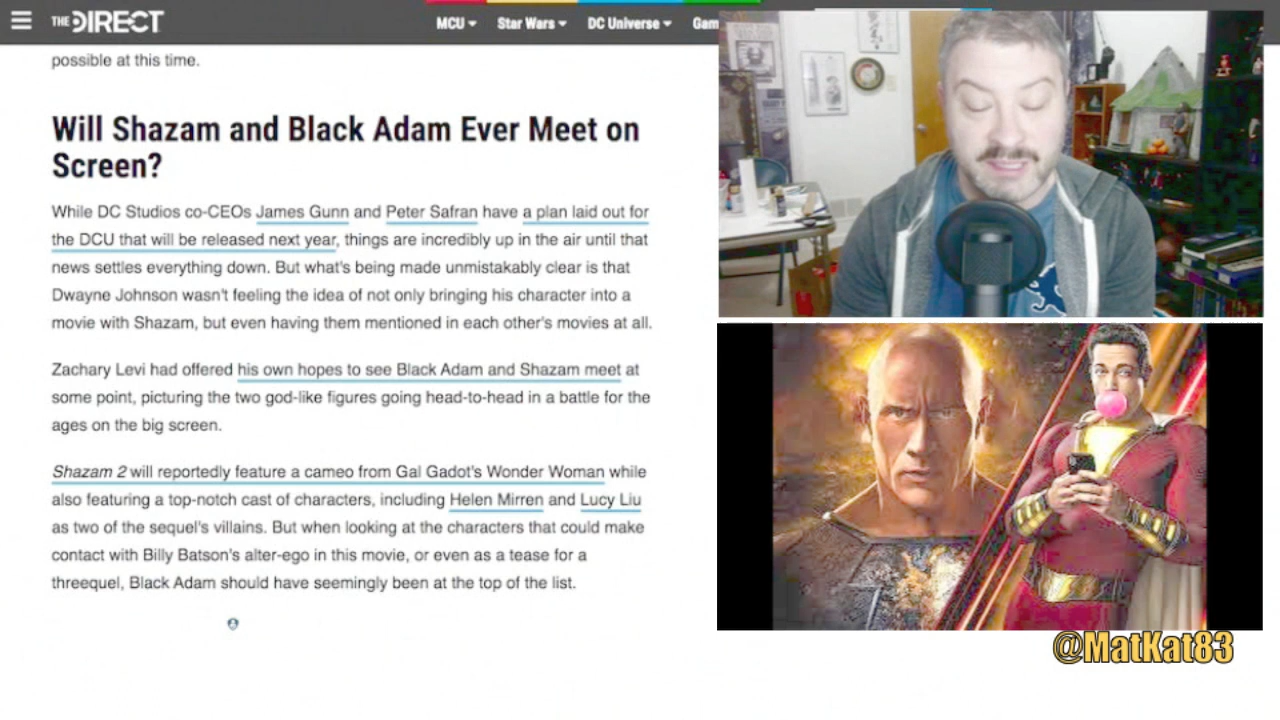 THE DIRECT
MCU
Star Wars
DC Universe
Gam
possible at this time.
Will Shazam and Black Adam Ever Meet on
Screen?
While DC Studios co-CEOs James Gunn and Peter Safran have a plan laid out for
the DCU that will be released next year, things are incredibly up in the air until that
news settles everything down. But what's being made unmistakably clear is that
Dwayne Johnson wasn't feeling the idea of not only bringing his character into a
movie with Shazam, but even having them mentioned in each other's movies at all.
Zachary Levi had offered his own hopes to see Black Adam and Shazam meet at
some point, picturing the two god-like figures going head-to-head in a battle for the
ages on the big screen.
Shazam 2 will reportedly feature a cameo from Gal Gadot's Wonder Woman while
also featuring a top-notch cast of characters, including Helen Mirren and Lucy Liu
as two of the sequel's villains. But when looking at the characters that could make
contact with Billy Batson's alter-ego in this movie, or even as a tease for a
threequel, Black Adam should have seemingly been at the top of the list.
@MatKat83